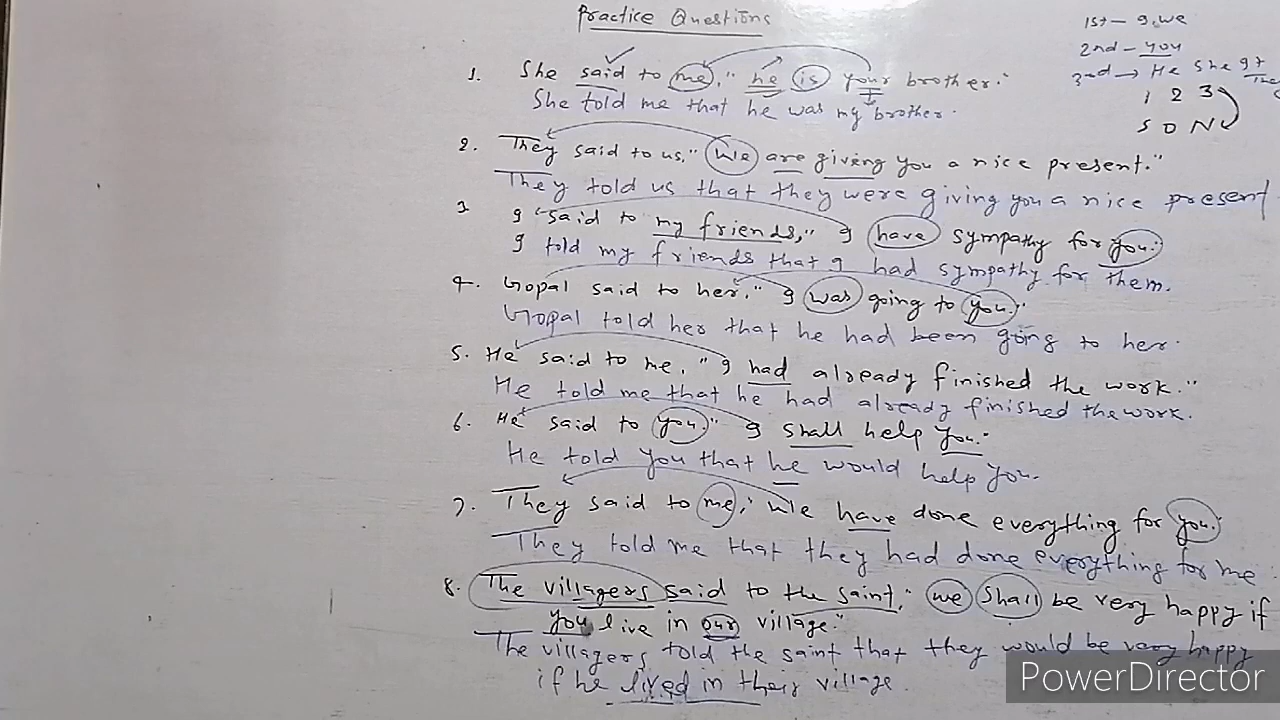 Practice Questions
1st - I, we
2nd - you
3rd → He She It
1 2 3
S O N
1. She said to me, "he is your brother."
She told me that he was my brother.
2. They said to us, "We are giving you a nice present."
They told us that they were giving you a nice present
3 I "said to my friends," I have sympathy for you."
I told my friends that I had sympathy for them.
4. Gopal said to her, "I was going to you."
Gopal told her that he had been going to her.
5. He said to me, "I had already finished the work."
He told me that he had already finished the work.
6. He said to you," I shall help you."
He told you that he would help you.
7. They said to me, "We have done everything for you."
They told me that they had done everything for me
8. The villagers said to the saint, "we shall be very happy if
you live in our village."
The villagers told the saint that they would be very happy
if he lived in their village.
PowerDirector